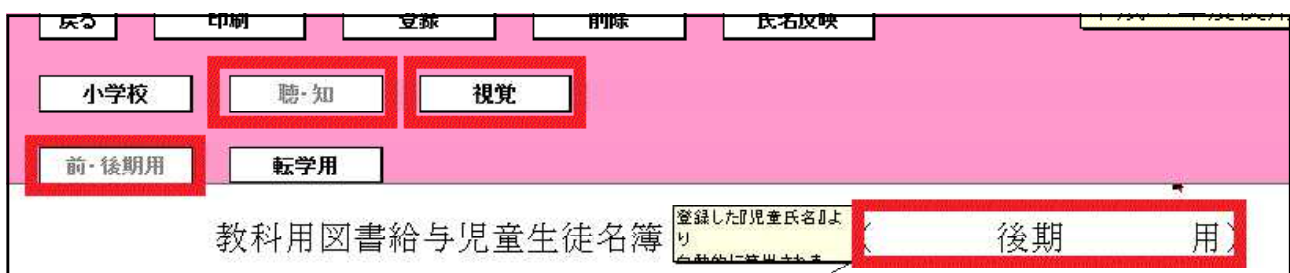 戻る 印刷 登録 削除 氏名反映
小学校 聴・知 視覚
前・後期用 転学用
教科用図書給与児童生徒名簿 登録した『児童氏名』よ (後期 用)
り
自動的に算出される